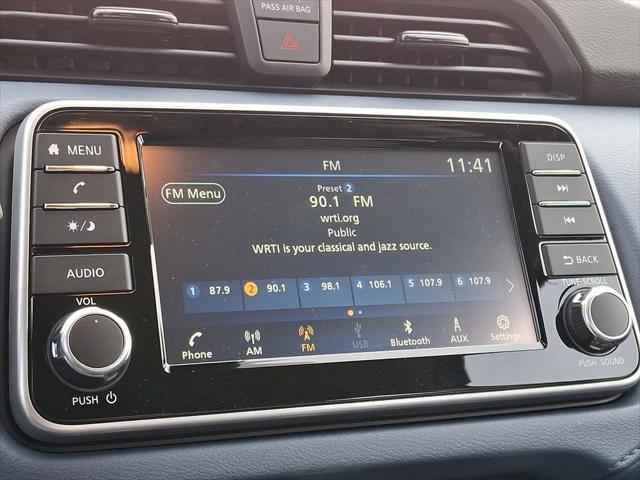 PASS AIR BAG
MENU
DISP
FM
11:41
FM Menu
Preset 2
90.1 FM
wrti.org
Public
WRTI is your classical and jazz source.
BACK
AUDIO
TUNE·SCROLL
1 87.9 2 90.1 3 98.1 4 106.1 5 107.9 6 107.9
VOL
Phone AM FM USB Bluetooth AUX Settings
PUSH
PUSH SOUND